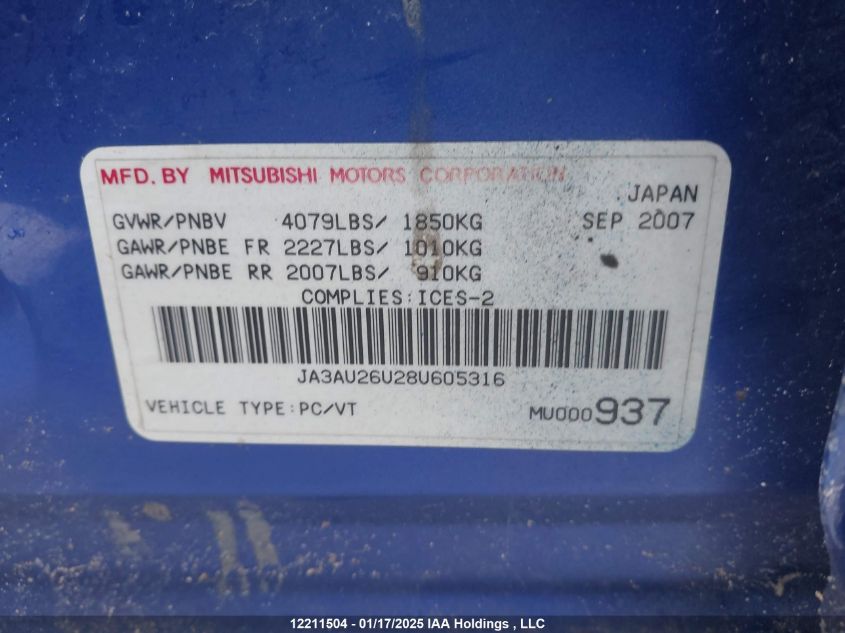 MFD. BY MITSUBISHI MOTORS CORPORATION
JAPAN
GVWR/PNBV 4079LBS/ 1850KG SEP 2007
GAWR/PNBE FR 2227LBS/ 1010KG
GAWR/PNBE RR 2007LBS/ 910KG
COMPLIES:ICES-2
JA3AU26U28U605316
VEHICLE TYPE:PC/VT MU000937
12211504 - 01/17/2025 IAA Holdings , LLC